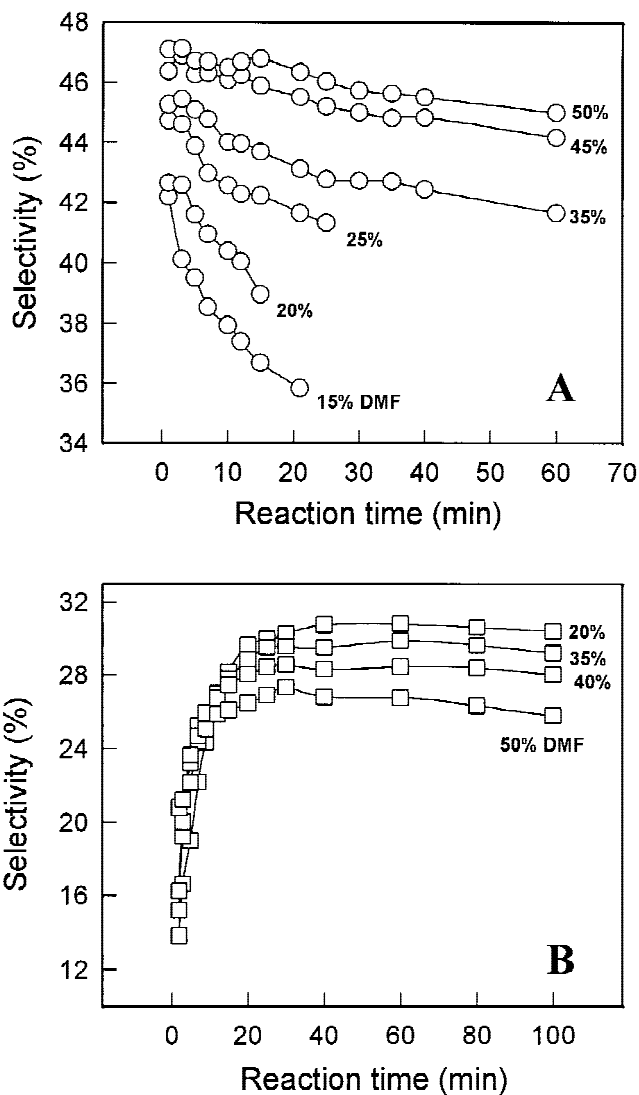 48
46
44
42
40
38
36
34
Selectivity (%)
50%
45%
35%
25%
20%
15% DMF
A
0 10 20 30 40 50 60 70
Reaction time (min)
32
28
24
20
16
12
Selectivity (%)
20%
35%
40%
50% DMF
B
0 20 40 60 80 100
Reaction time (min)